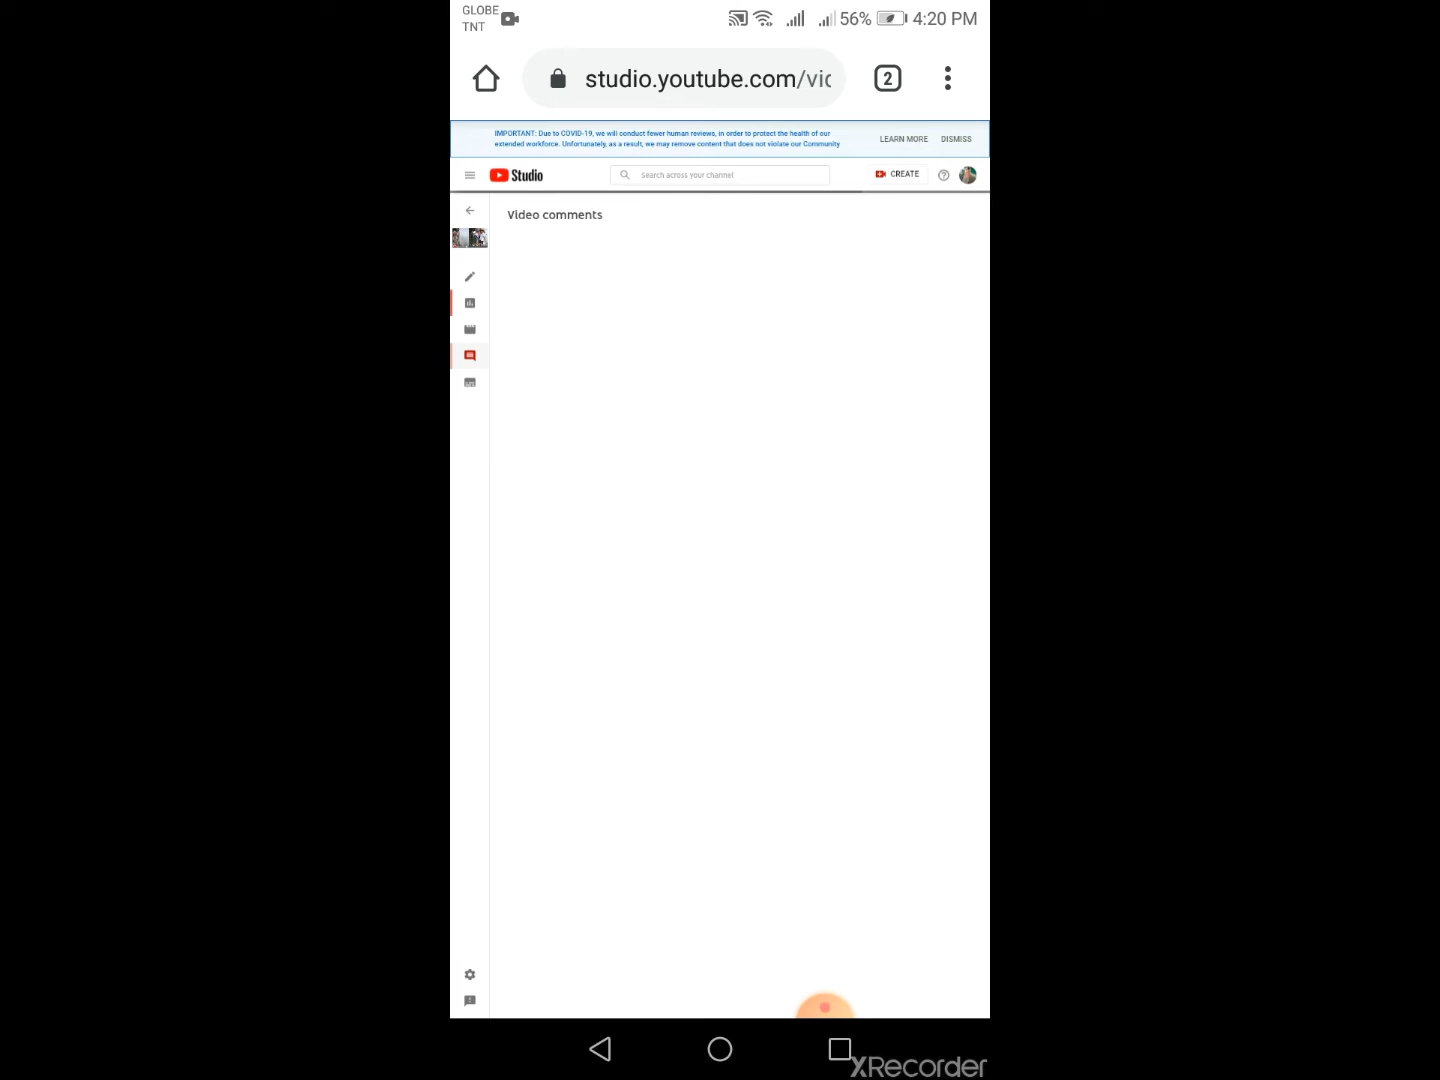 GLOBE
TNT
56%
4:20 PM
studio.youtube.com/vic
2
IMPORTANT: Due to COVID-19, we will conduct fewer human reviews, in order to protect the health of our
extended workforce. Unfortunately, as a result, we may remove content that does not violate our Community
LEARN MORE
DISMISS
Studio
Search across your channel
CREATE
Video comments
XRecorder